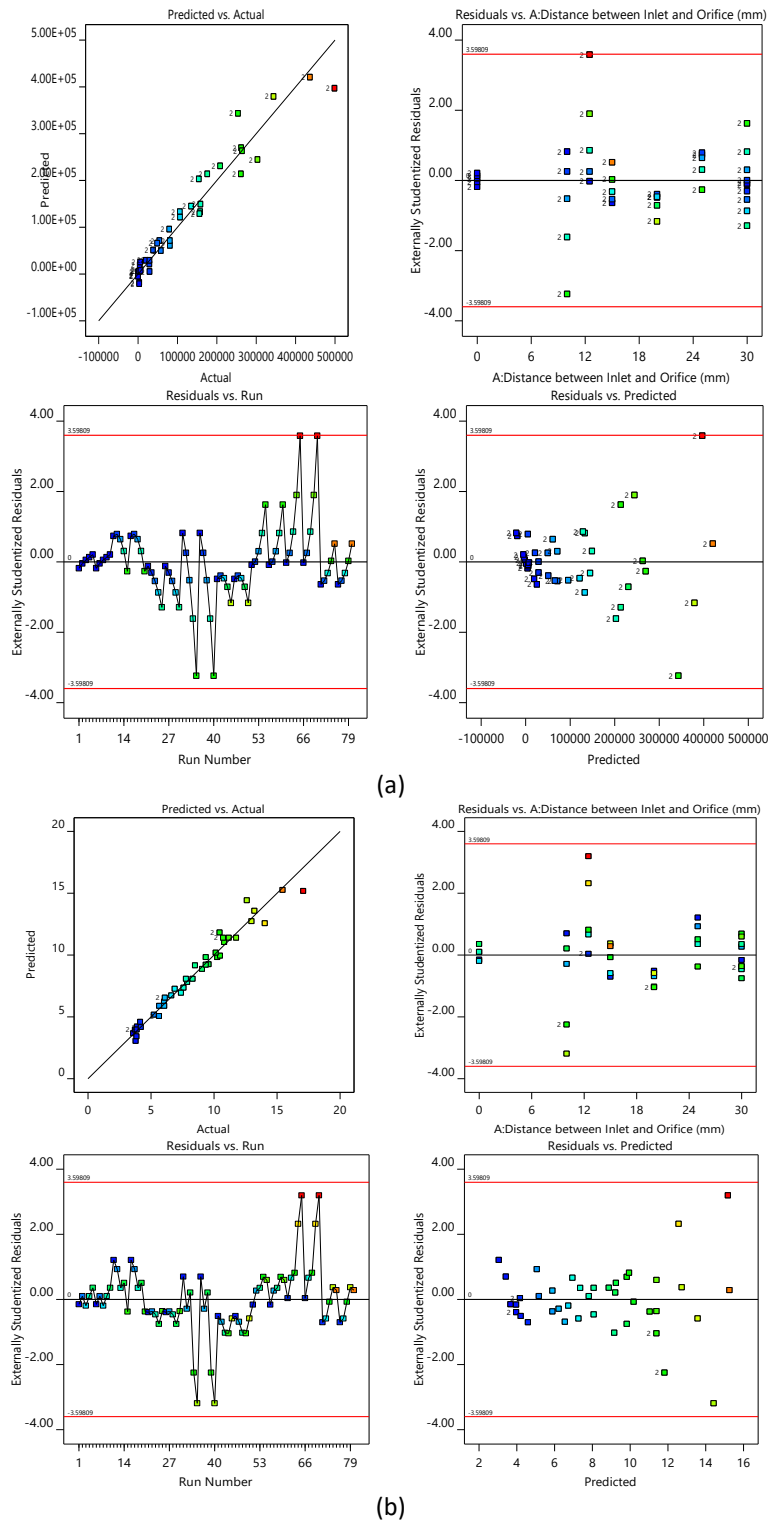 Predicted vs. Actual
5.00E+05
4.00E+05
3.00E+05
2.00E+05
1.00E+05
0.00E+00
-1.00E+05
Predicted
-100000 0 100000 200000 300000 400000 500000
Actual
Residuals vs. A:Distance between Inlet and Orifice (mm)
4.00
2.00
0.00
-2.00
-4.00
Externally Studentized Residuals
3.59809
0
-3.59809
0 6 12 18 24 30
A:Distance between Inlet and Orifice (mm)
Residuals vs. Run
4.00
2.00
0.00
-2.00
-4.00
Externally Studentized Residuals
3.59809
0
-3.59809
1 14 27 40 53 66 79
Run Number
Residuals vs. Predicted
4.00
2.00
0.00
-2.00
-4.00
Externally Studentized Residuals
3.59809
0
-3.59809
-100000 0 100000 200000 300000 400000 500000
Predicted
(a)
Predicted vs. Actual
20
15
10
5
0
Predicted
0 5 10 15 20
Actual
Residuals vs. A:Distance between Inlet and Orifice (mm)
4.00
2.00
0.00
-2.00
-4.00
Externally Studentized Residuals
3.59809
0
-3.59809
0 6 12 18 24 30
A:Distance between Inlet and Orifice (mm)
Residuals vs. Run
4.00
2.00
0.00
-2.00
-4.00
Externally Studentized Residuals
3.59809
0
-3.59809
1 14 27 40 53 66 79
Run Number
Residuals vs. Predicted
4.00
2.00
0.00
-2.00
-4.00
Externally Studentized Residuals
3.59809
0
-3.59809
2 4 6 8 10 12 14 16
Predicted
(b)